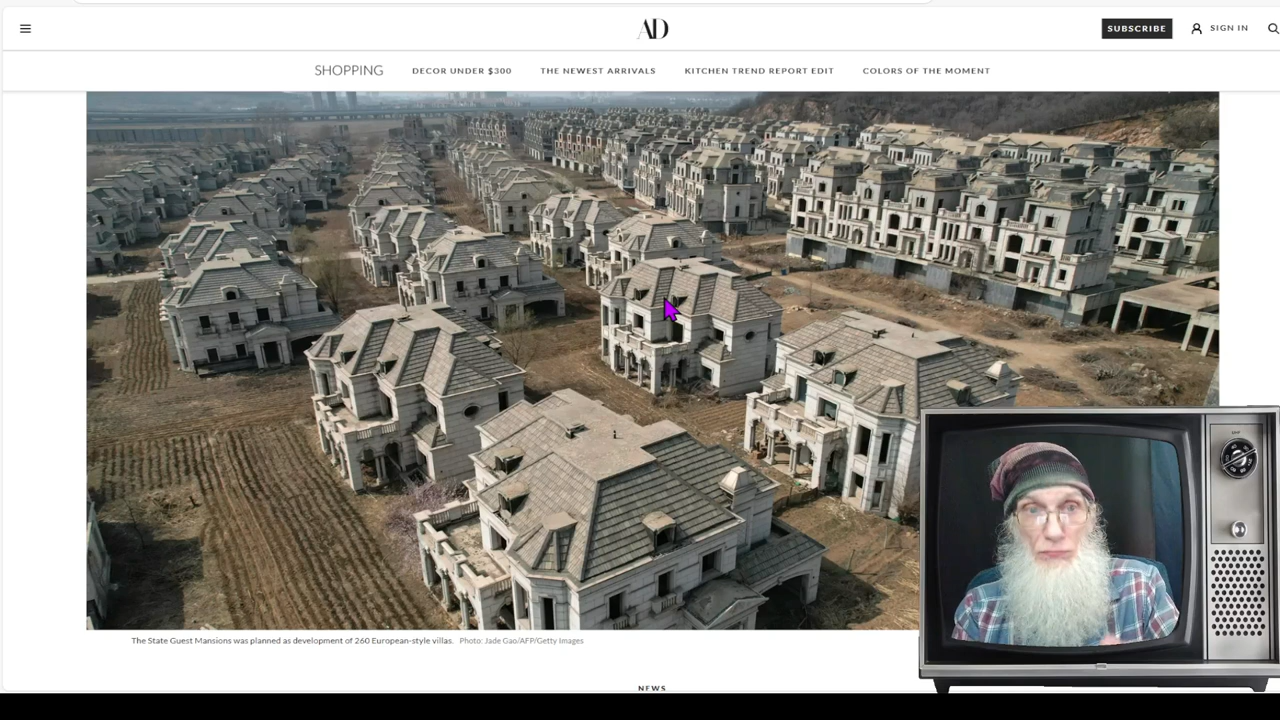 AD
SUBSCRIBE
SIGN IN
SHOPPING
DECOR UNDER $300
THE NEWEST ARRIVALS
KITCHEN TREND REPORT EDIT
COLORS OF THE MOMENT
The State Guest Mansions was planned as development of 260 European-style villas. Photo: Jade Gao/AFP/Getty Images
NEWS